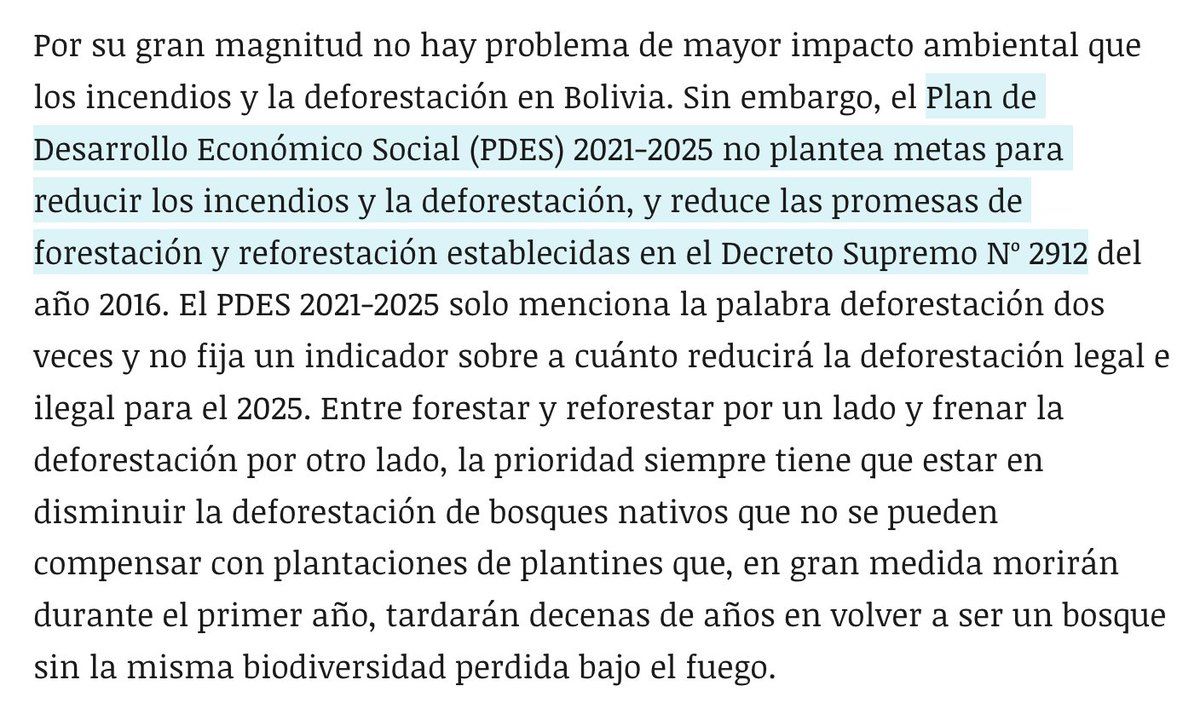 Por su gran magnitud no hay problema de mayor impacto ambiental que
los incendios y la deforestación en Bolivia. Sin embargo, el Plan de
Desarrollo Económico Social (PDES) 2021-2025 no plantea metas para
reducir los incendios y la deforestación, y reduce las promesas de
forestación y reforestación establecidas en el Decreto Supremo Nº 2912 del
año 2016. El PDES 2021-2025 solo menciona la palabra deforestación dos
veces y no fija un indicador sobre a cuánto reducirá la deforestación legal e
ilegal para el 2025. Entre forestar y reforestar por un lado y frenar la
deforestación por otro lado, la prioridad siempre tiene que estar en
disminuir la deforestación de bosques nativos que no se pueden
compensar con plantaciones de plantines que, en gran medida morirán
durante el primer año, tardarán decenas de años en volver a ser un bosque
sin la misma biodiversidad perdida bajo el fuego.